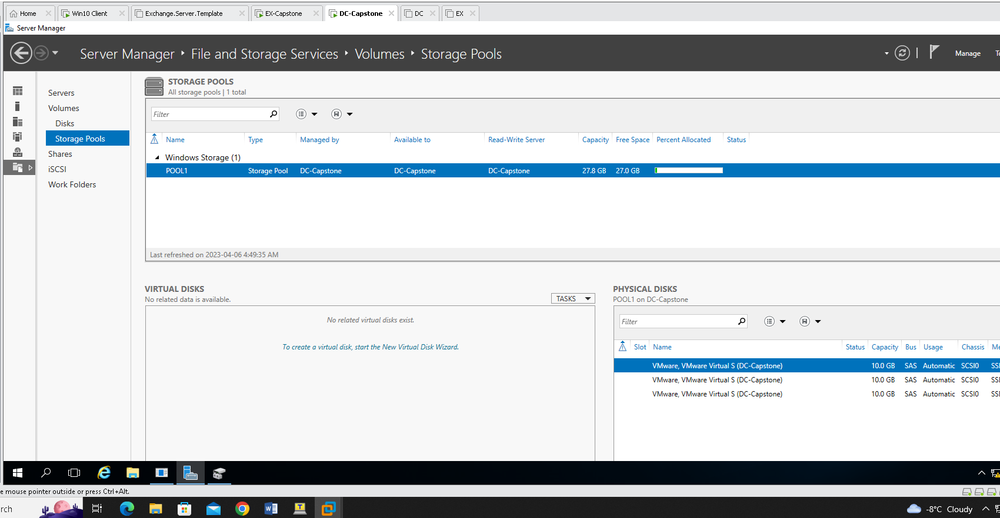 Home
Win10 Client
Exchange.Server.Template
EX-Capstone
DC-Capstone
DC
EX
Server Manager
Server Manager ‣ File and Storage Services ‣ Volumes ‣ Storage Pools
Manage
Servers
Volumes
Disks
Storage Pools
Shares
iSCSI
Work Folders
STORAGE POOLS
All storage pools | 1 total
Filter
Name Type Managed by Available to Read-Write Server Capacity Free Space Percent Allocated Status
Windows Storage (1)
POOL1 Storage Pool DC-Capstone DC-Capstone DC-Capstone 27.8 GB 27.0 GB
Last refreshed on 2023-04-06 4:49:35 AM
VIRTUAL DISKS
No related data is available.
TASKS
No related virtual disks exist.
To create a virtual disk, start the New Virtual Disk Wizard.
PHYSICAL DISKS
POOL1 on DC-Capstone
Filter
Slot Name Status Capacity Bus Usage Chassis
VMware, VMware Virtual S (DC-Capstone) 10.0 GB SAS Automatic SCSI0
VMware, VMware Virtual S (DC-Capstone) 10.0 GB SAS Automatic SCSI0
VMware, VMware Virtual S (DC-Capstone) 10.0 GB SAS Automatic SCSI0
e mouse pointer outside or press Ctrl+Alt.
rch
-8°C Cloudy